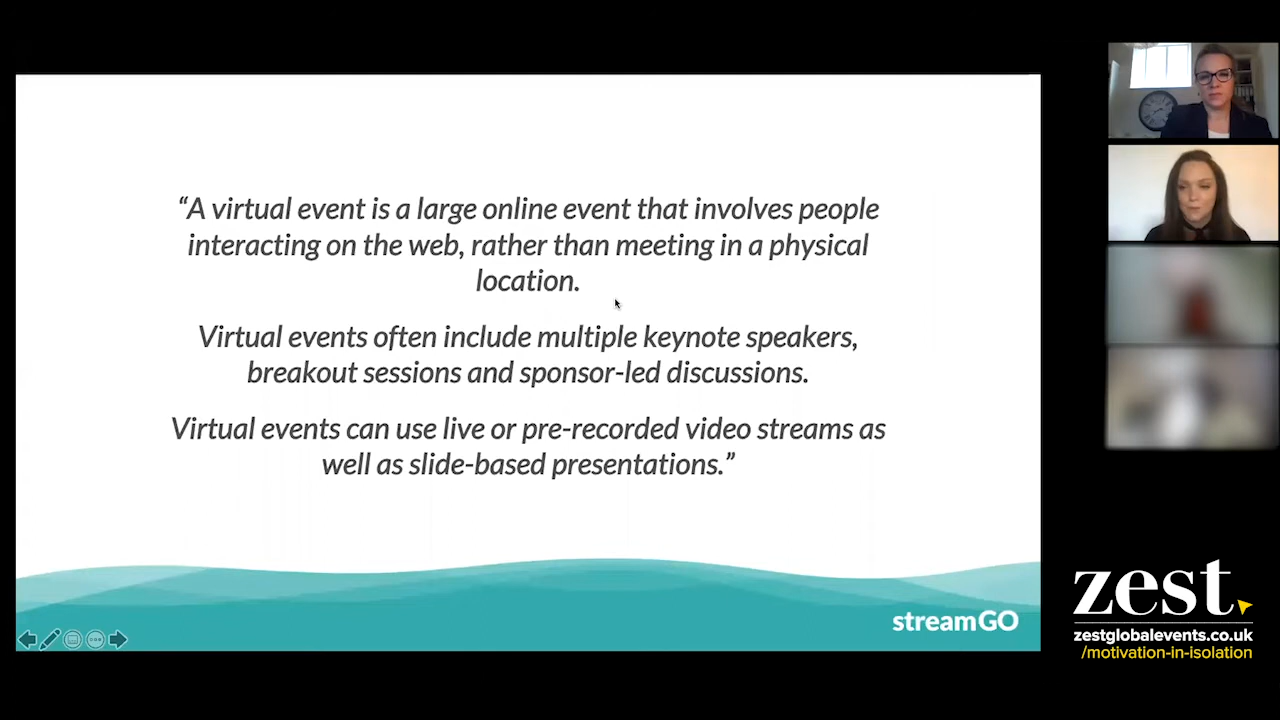 “A virtual event is a large online event that involves people
interacting on the web, rather than meeting in a physical
location.
Virtual events often include multiple keynote speakers,
breakout sessions and sponsor-led discussions.
Virtual events can use live or pre-recorded video streams as
well as slide-based presentations.”
streamGO
zest.
zestglobalevents.co.uk
/motivation-in-isolation